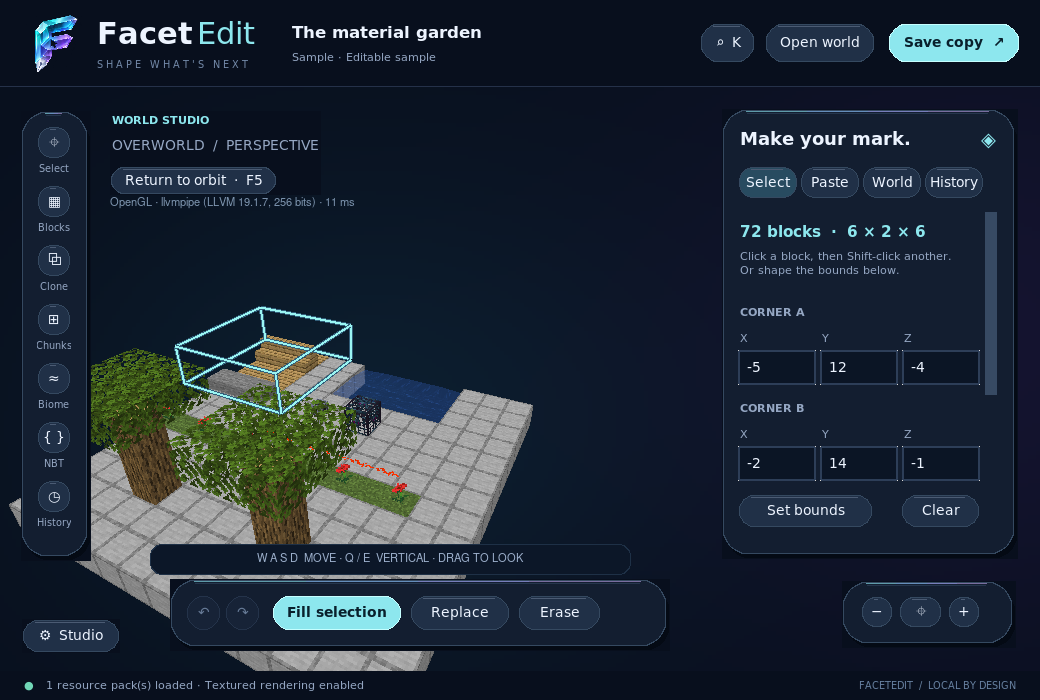 FacetEdit
SHAPE WHAT'S NEXT
The material garden
Sample · Editable sample
⌕ K
Open world
Save copy ↗
Select
Blocks
Clone
Chunks
Biome
{ } NBT
History
WORLD STUDIO
OVERWORLD / PERSPECTIVE
Return to orbit · F5
OpenGL · llvmpipe (LLVM 19.1.7, 256 bits) · 11 ms
Make your mark.
Select Paste World History
72 blocks · 6 × 2 × 6
Click a block, then Shift-click another.
Or shape the bounds below.
CORNER A
X Y Z
-5 12 -4
CORNER B
X Y Z
-2 14 -1
Set bounds Clear
W A S D MOVE · Q / E VERTICAL · DRAG TO LOOK
Fill selection Replace Erase
− +
Studio
1 resource pack(s) loaded · Textured rendering enabled
FACETEDIT / LOCAL BY DESIGN